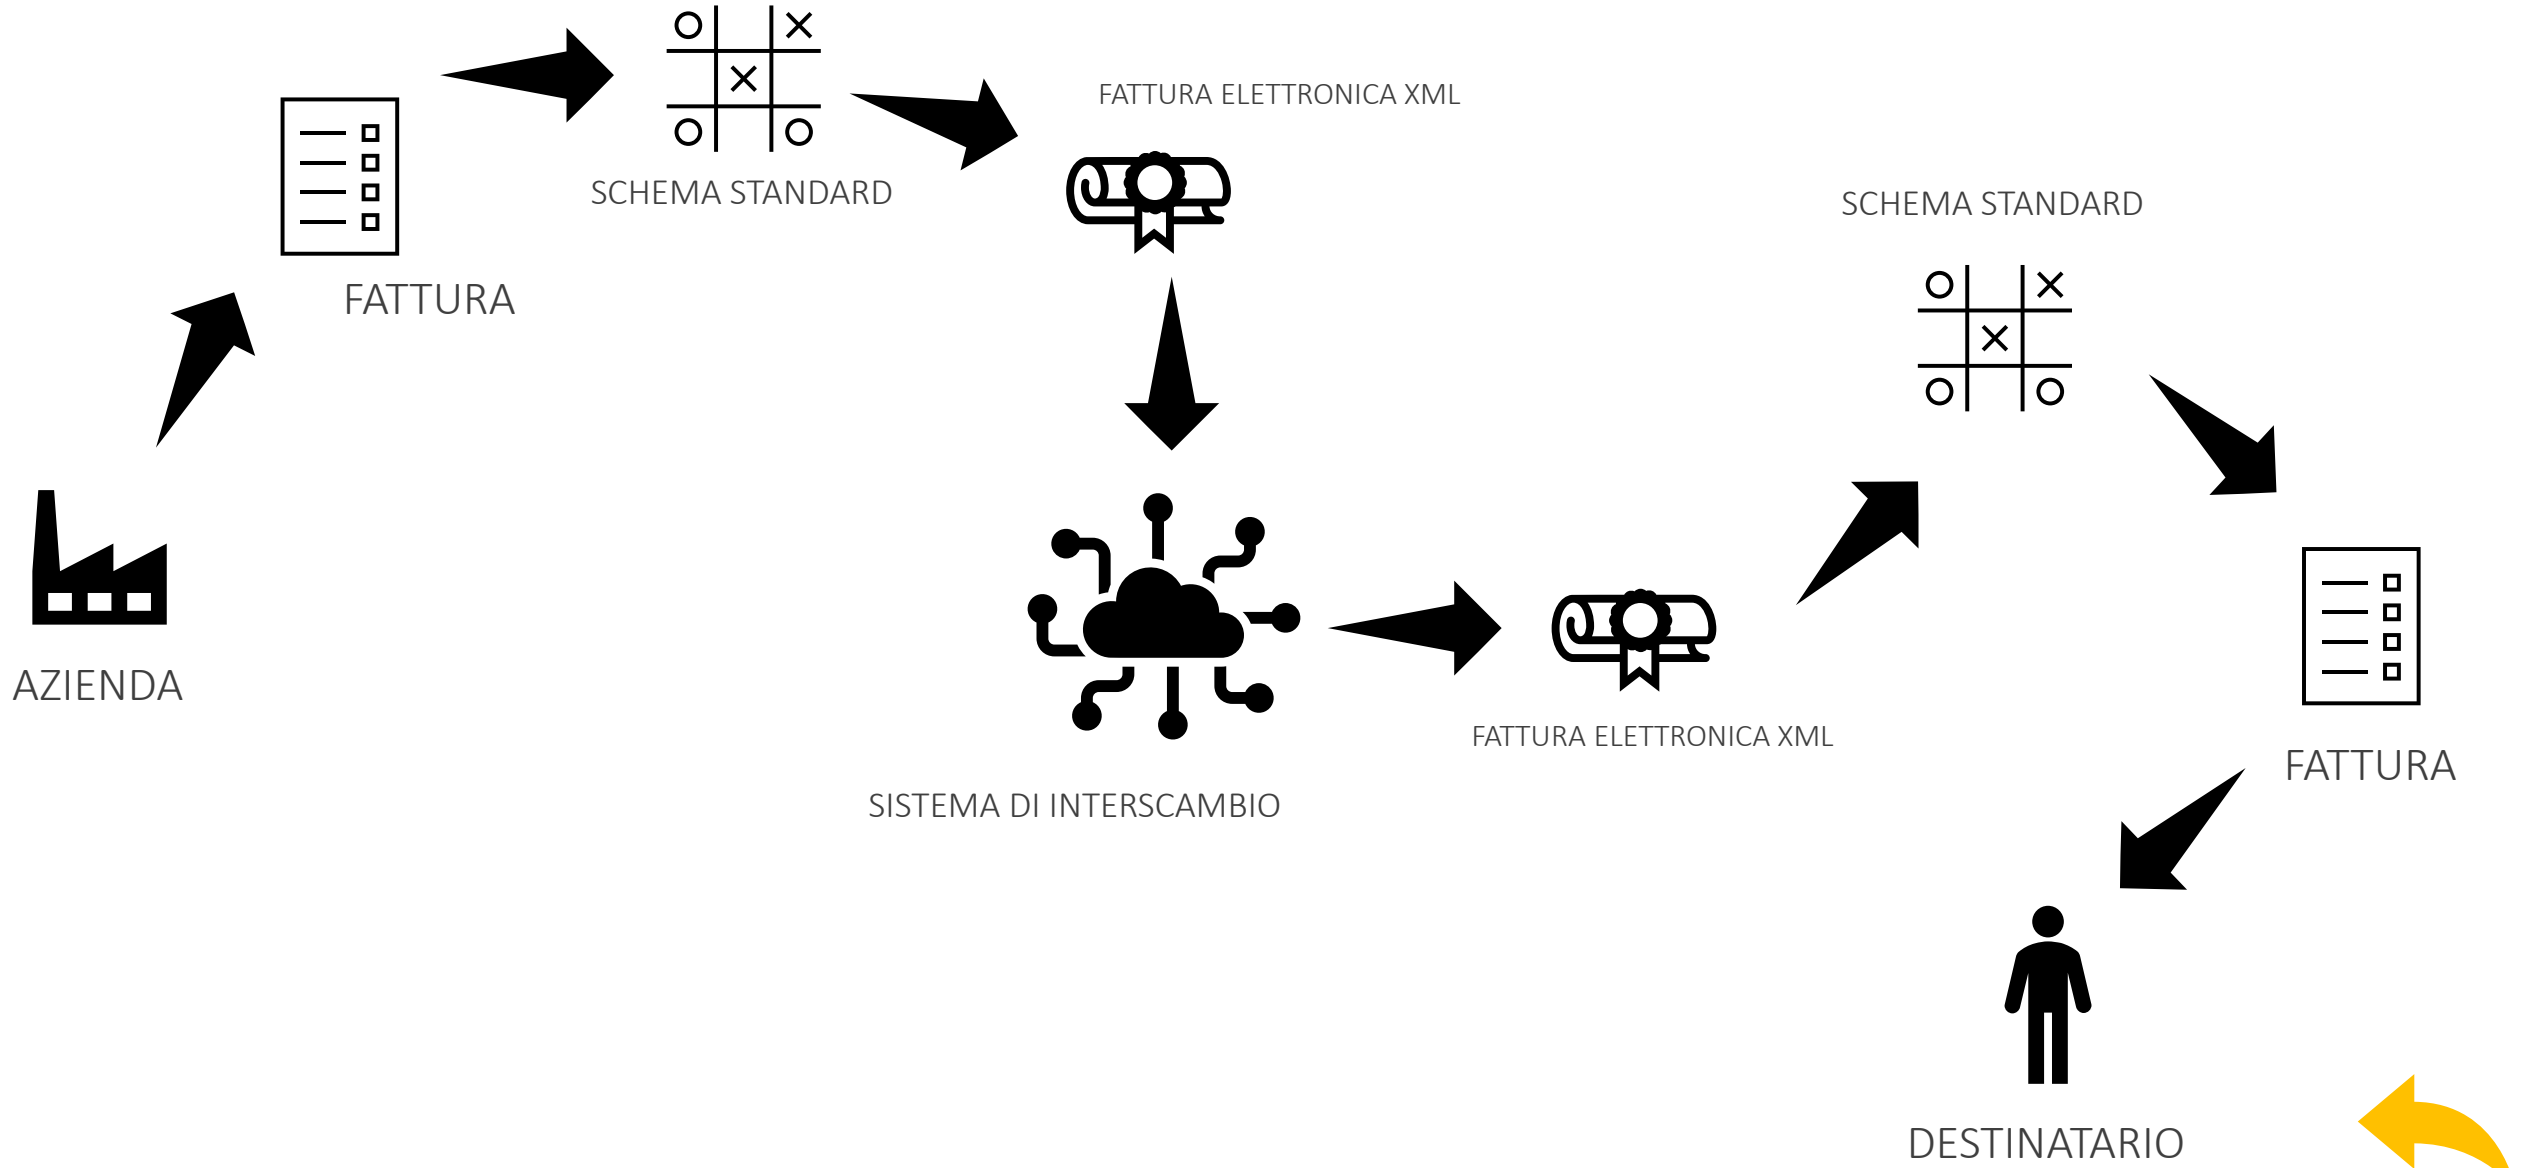 FATTURA ELETTRONICA XML
SCHEMA STANDARD
SCHEMA STANDARD
FATTURA
AZIENDA
FATTURA ELETTRONICA XML
FATTURA
SISTEMA DI INTERSCAMBIO
DESTINATARIO